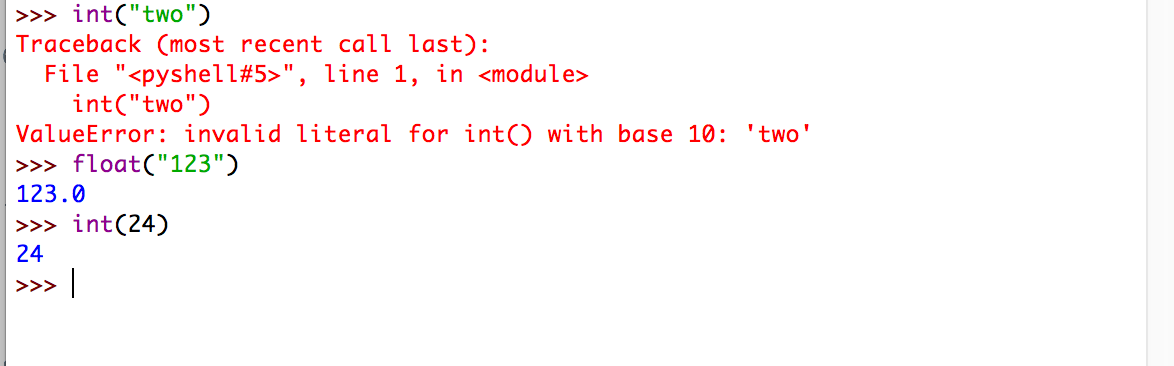 >>> int("two")
Traceback (most recent call last):
  File "<pyshell#5>", line 1, in <module>
    int("two")
ValueError: invalid literal for int() with base 10: 'two'
>>> float("123")
123.0
>>> int(24)
24
>>>